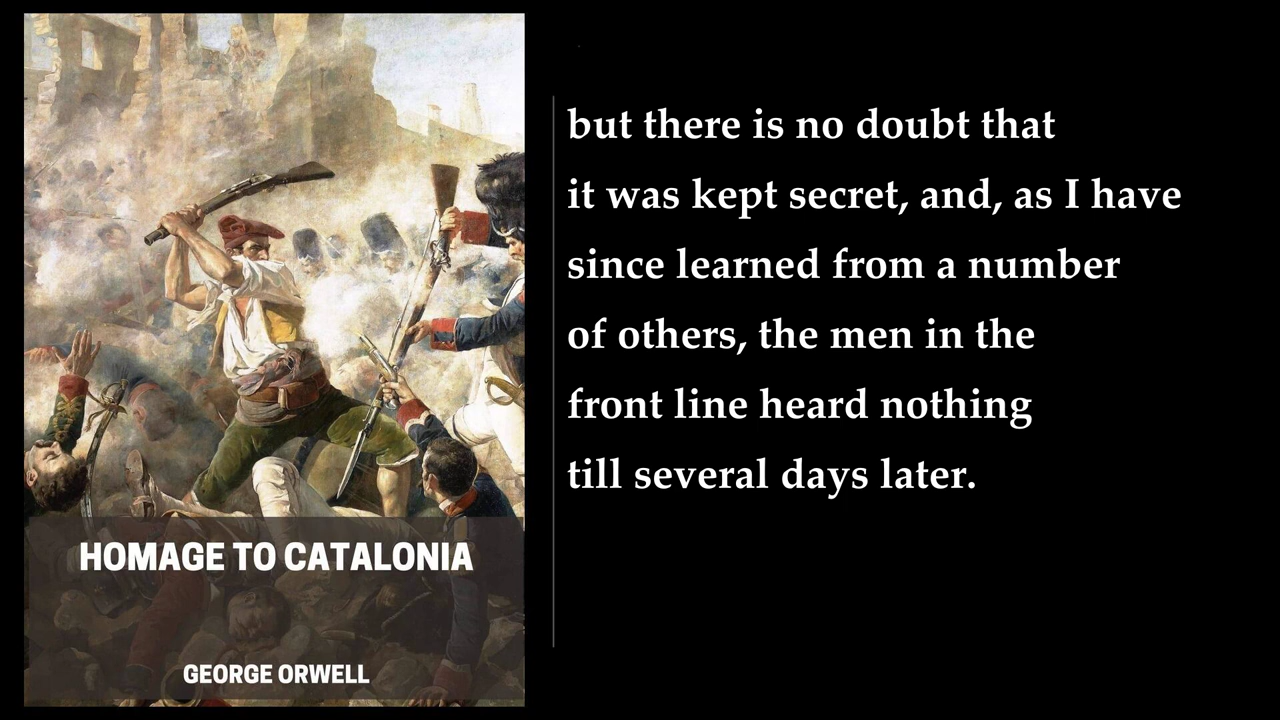 HOMAGE TO CATALONIA
GEORGE ORWELL
but there is no doubt that
it was kept secret, and, as I have
since learned from a number
of others, the men in the
front line heard nothing
till several days later.